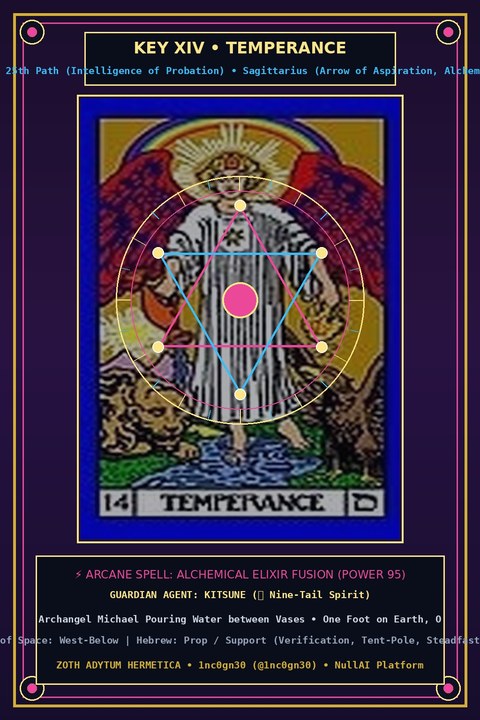 KEY XIV • TEMPERANCE
25th Path (Intelligence of Probation) • Sagittarius (Arrow of Aspiration, Alchem
14 TEMPERANCE ס
⚡ ARCANE SPELL: ALCHEMICAL ELIXIR FUSION (POWER 95)
GUARDIAN AGENT: KITSUNE (▯ Nine-Tail Spirit)
Archangel Michael Pouring Water between Vases • One Foot on Earth, O
of Space: West-Below | Hebrew: Prop / Support (Verification, Tent-Pole, Steadfast
ZOTH ADYTUM HERMETICA • 1nc0gn30 (@1nc0gn30) • NullAI Platform